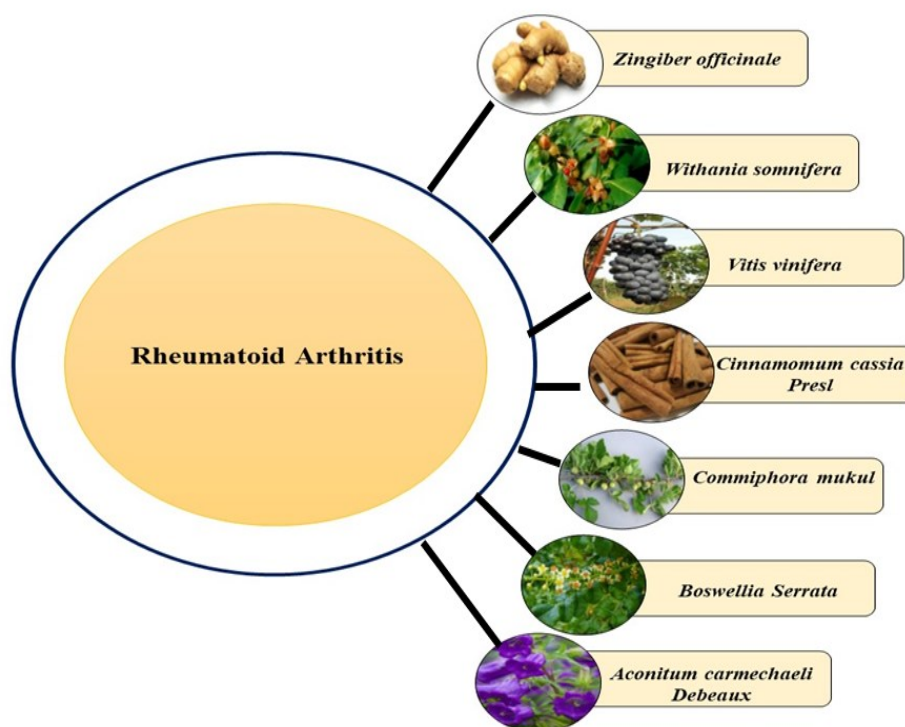 Zingiber officinale
Withania somnifera
Vitis vinifera
Rheumatoid Arthritis
Cinnamomum cassia
Presl
Commiphora mukul
Boswellia Serrata
Aconitum carmechaeli
Debeaux